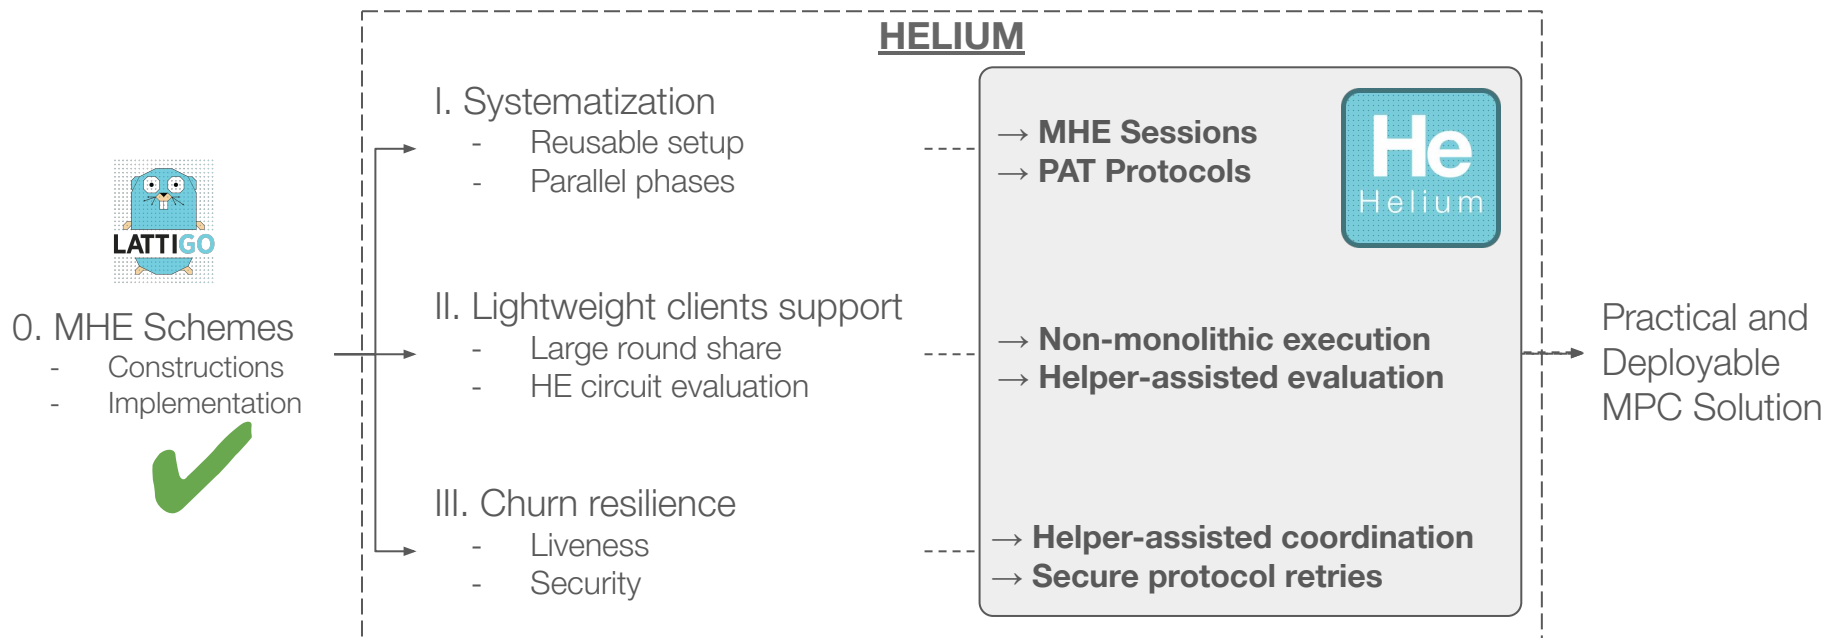 HELIUM
LATTIGO
0. MHE Schemes
- Constructions
- Implementation
I. Systematization
- Reusable setup
- Parallel phases
II. Lightweight clients support
- Large round share
- HE circuit evaluation
III. Churn resilience
- Liveness
- Security
→ MHE Sessions
→ PAT Protocols
He
Helium
→ Non-monolithic execution
→ Helper-assisted evaluation
→ Helper-assisted coordination
→ Secure protocol retries
Practical and
Deployable
MPC Solution